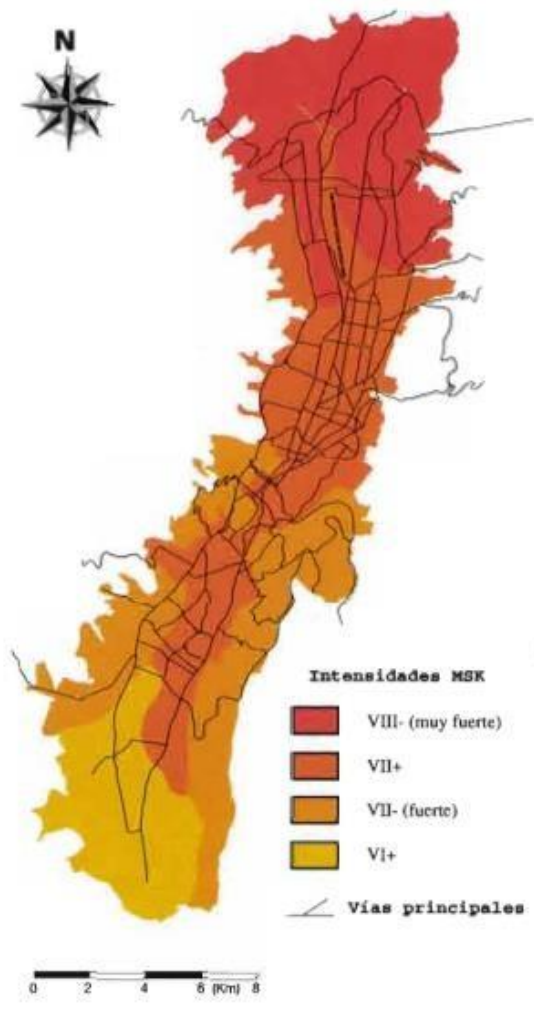 N
Intensidades MSK
VIII- (muy fuerte)
VII+
VII- (fuerte)
VI+
Vías principales
0 2 4 6 (Km) 8